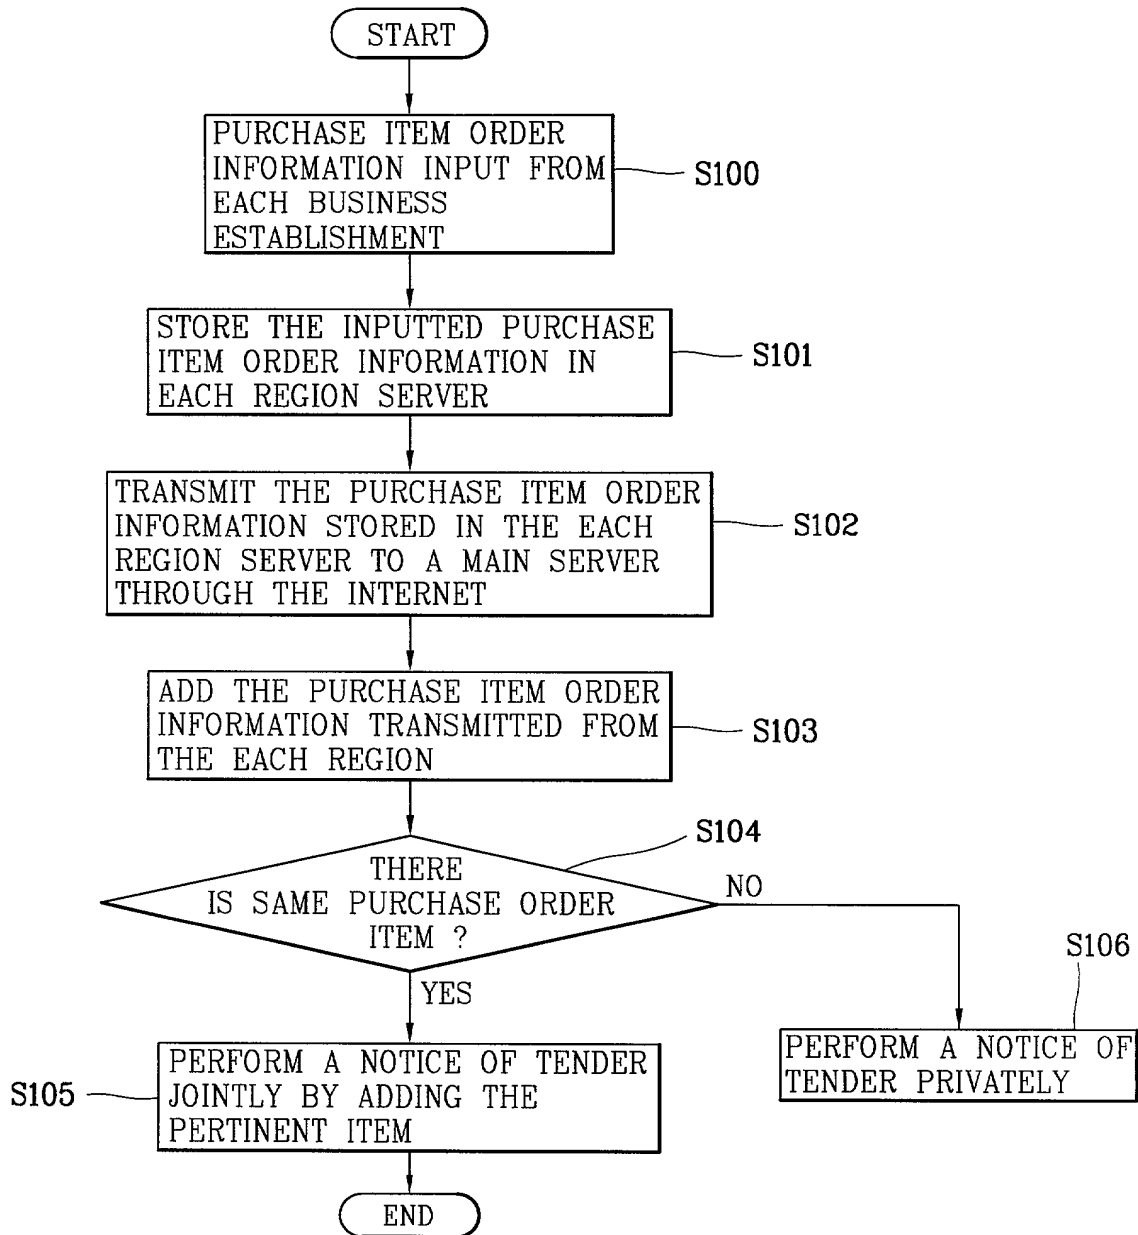 START
PURCHASE ITEM ORDER
INFORMATION INPUT FROM
EACH BUSINESS
ESTABLISHMENT
S100
STORE THE INPUTTED PURCHASE
ITEM ORDER INFORMATION IN
EACH REGION SERVER
S101
TRANSMIT THE PURCHASE ITEM ORDER
INFORMATION STORED IN THE EACH
REGION SERVER TO A MAIN SERVER
THROUGH THE INTERNET
S102
ADD THE PURCHASE ITEM ORDER
INFORMATION TRANSMITTED FROM
THE EACH REGION
S103
S104
THERE
IS SAME PURCHASE ORDER
ITEM ?
NO
YES
S106
PERFORM A NOTICE OF
TENDER PRIVATELY
S105
PERFORM A NOTICE OF TENDER
JOINTLY BY ADDING THE
PERTINENT ITEM
END